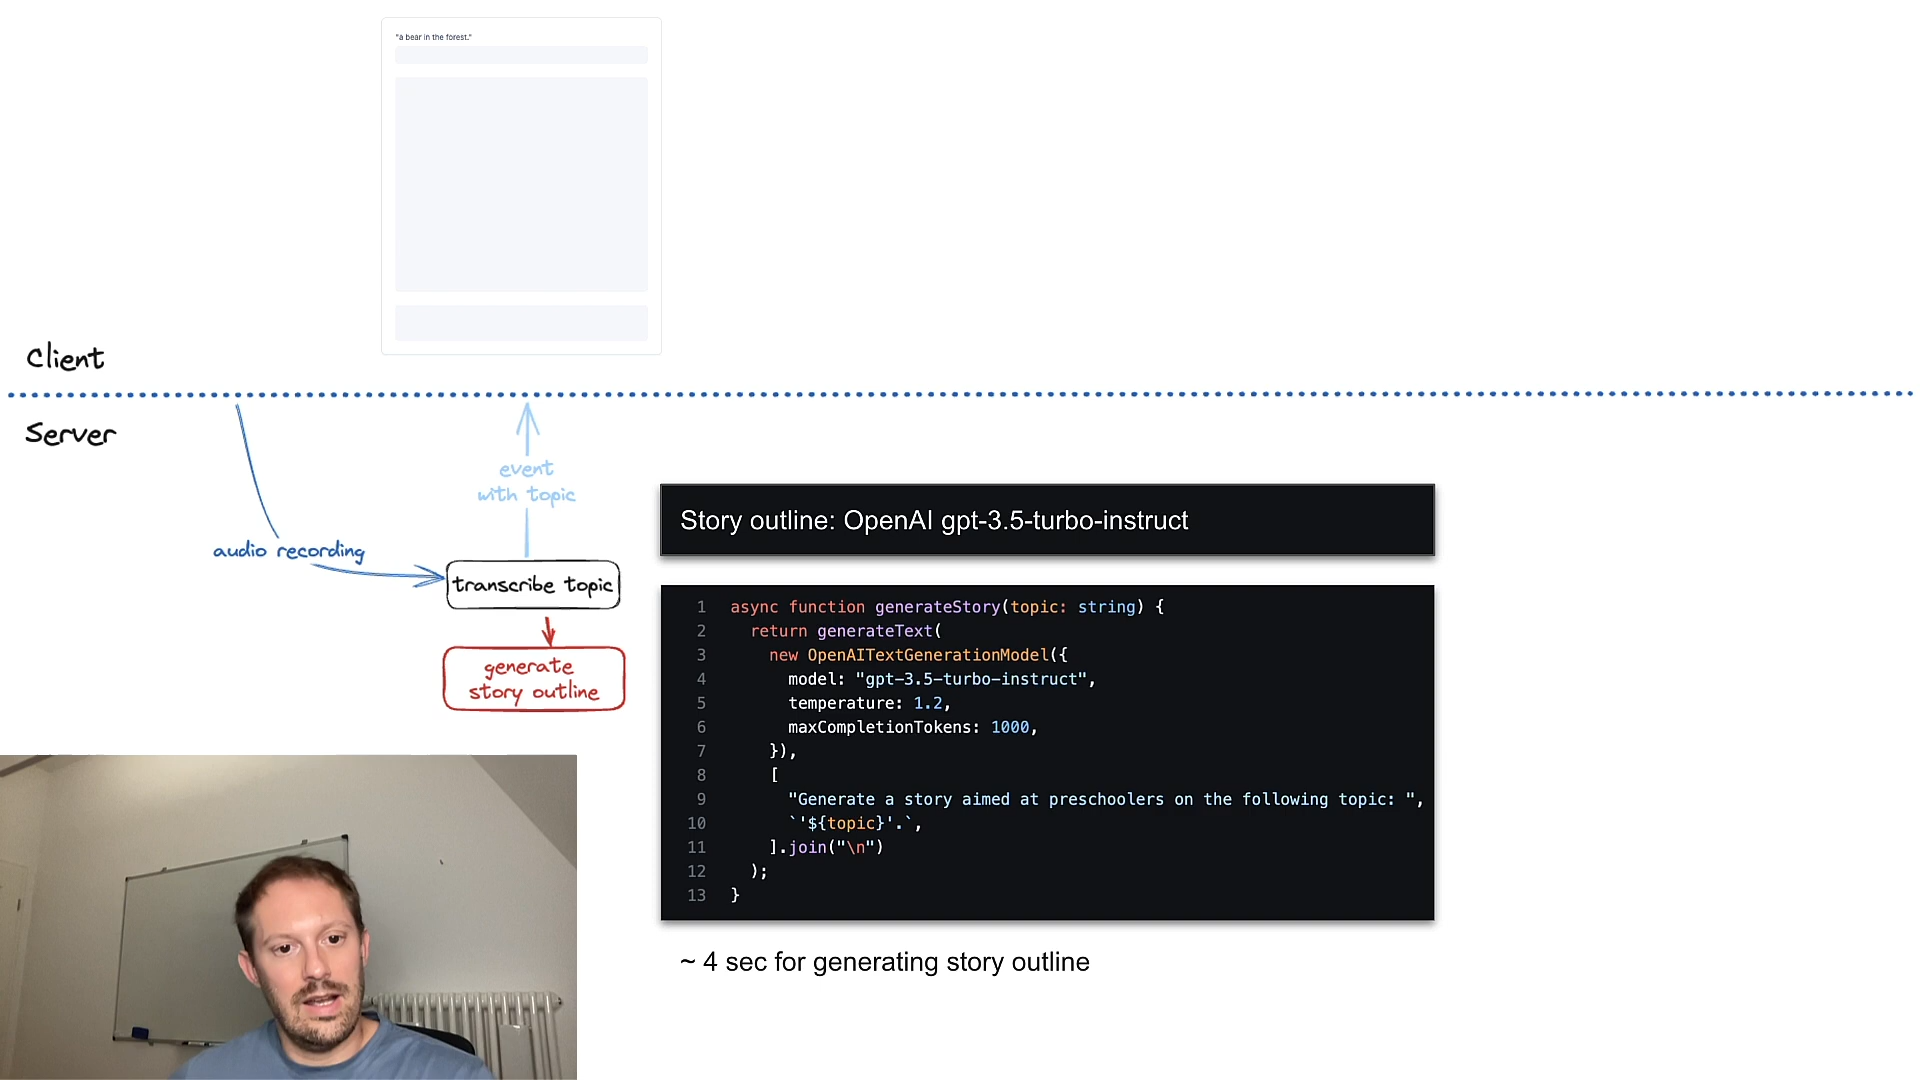 "a bear in the forest."
Client
Server
event
with topic
audio recording
transcribe topic
generate
story outline
Story outline: OpenAI gpt-3.5-turbo-instruct
1 async function generateStory(topic: string) {
2 return generateText(
3 new OpenAITextGenerationModel({
4 model: "gpt-3.5-turbo-instruct",
5 temperature: 1.2,
6 maxCompletionTokens: 1000,
7 }),
8 [
9 "Generate a story aimed at preschoolers on the following topic: ",
10 `'${topic}'.`,
11 ].join("\n")
12 );
13 }
~ 4 sec for generating story outline